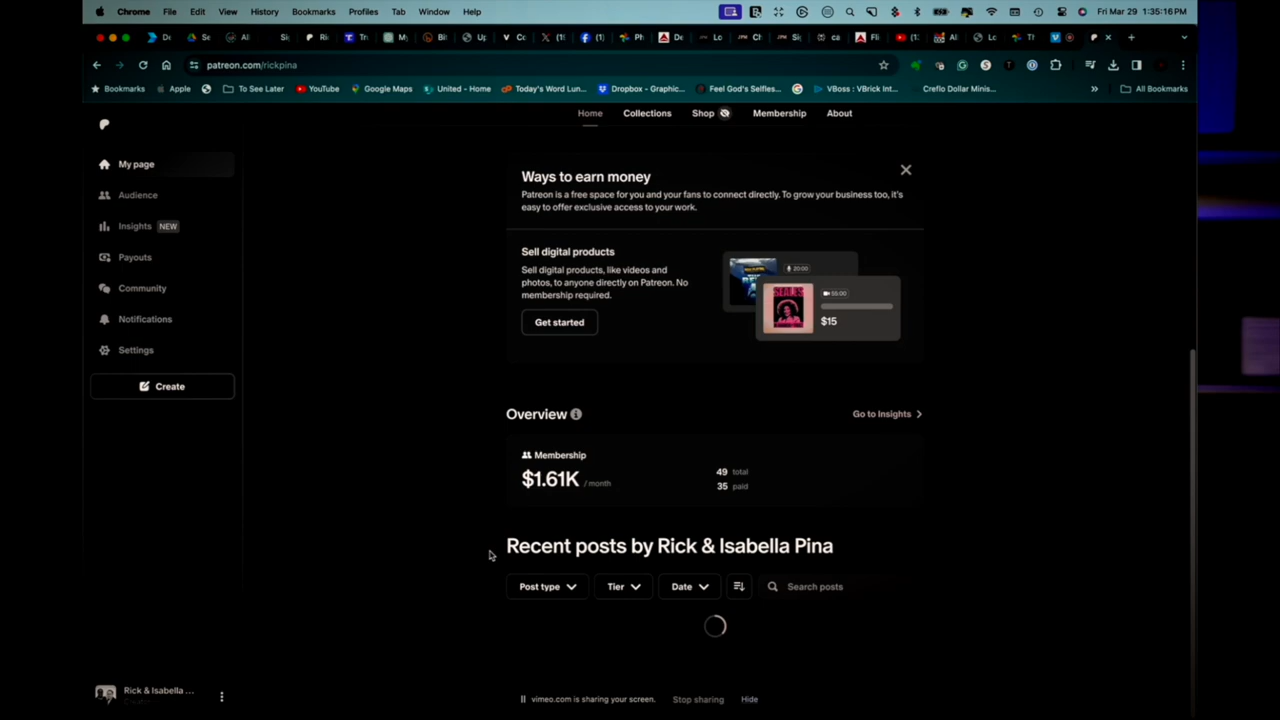 Chrome File Edit View History Bookmarks Profiles Tab Window Help Fri Mar 29 1:35:16 PM
patreon.com/rickpina
Bookmarks Apple To See Later YouTube Google Maps United - Home Today's Word Lun... Dropbox - Graphic... Feel God's Selfles... VBoss : VBrick Int... Creflo Dollar Minis... » All Bookmarks
Home Collections Shop Membership About
My page
Audience
Insights NEW
Payouts
Community
Notifications
Settings
Create
Ways to earn money
Patreon is a free space for you and your fans to connect directly. To grow your business too, it's
easy to offer exclusive access to your work.
Sell digital products
Sell digital products, like videos and
photos, to anyone directly on Patreon. No
membership required.
Get started
20:00
55:00
$15
Overview Go to Insights
Membership
$1.61K / month
49 total
35 paid
Recent posts by Rick & Isabella Pina
Post type Tier Date Search posts
Rick & Isabella ...
vimeo.com is sharing your screen. Stop sharing Hide